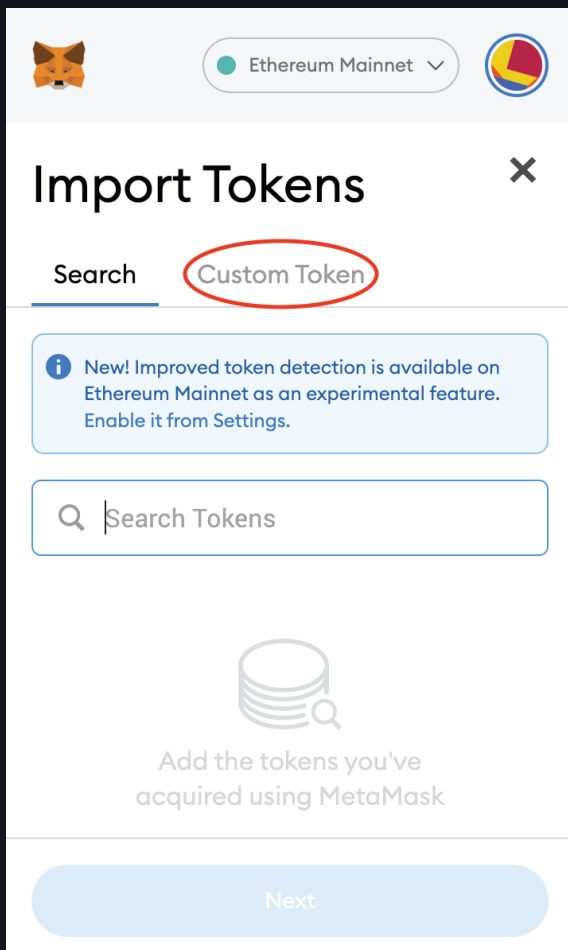 Ethereum Mainnet
Import Tokens
Search
Custom Token
New! Improved token detection is available on
Ethereum Mainnet as an experimental feature.
Enable it from Settings.
Search Tokens
Add the tokens you've
acquired using MetaMask
Next